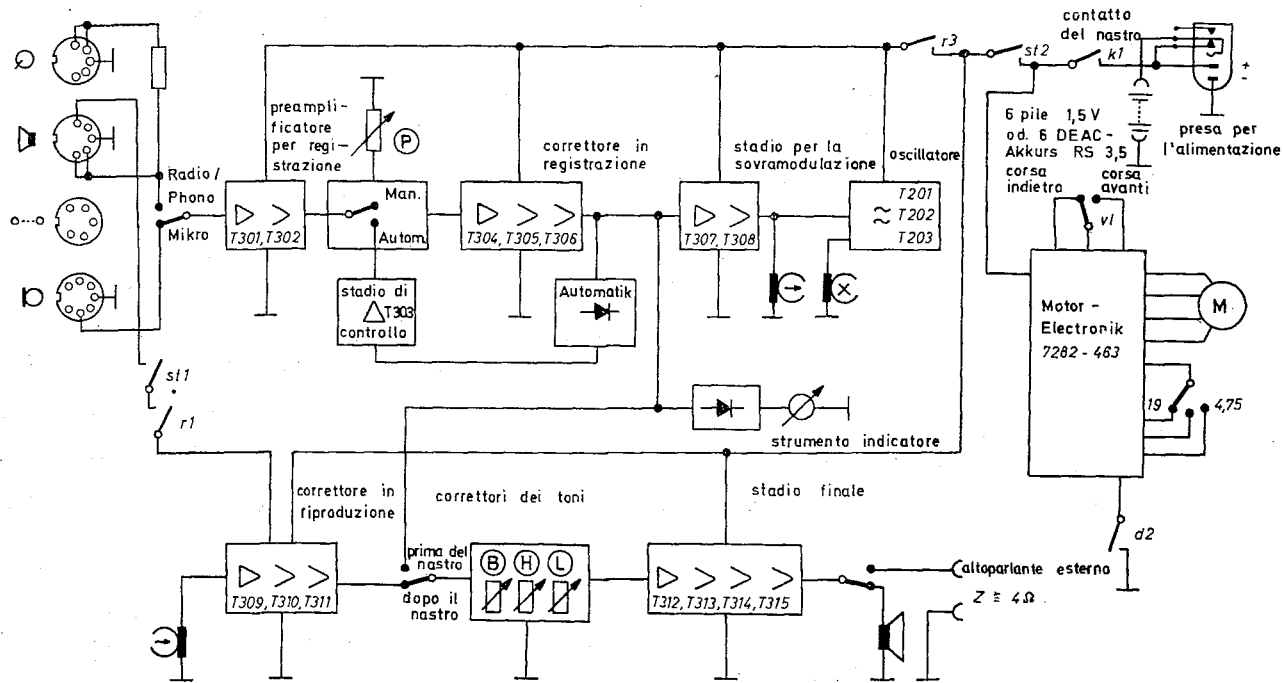 contatto
del nastro
r3
st2
k1
+
-
6 pile 1,5 V
od. 6 DEAC-
Akkurs RS 3,5
presa per
l'alimentazione
corsa
indietro
corsa
avanti
vl
preampli-
ficatore
per regi-
strazione
P
correttore in
registrazione
stadio per la
sovramodulazione
oscillatore
Radio/
Phono
Mikro
T301, T302
Man.
Autom.
T304, T305, T306
T307, T308
T201
T202
T203
stadio di
T303
controllo
Automatik
Motor -
Electronik
7282 - 463
M
19
4,75
d2
st1
r1
strumento indicatore
correttore in
riproduzione
correttori dei toni
stadio finale
prima del
nastro
dopo il
nastro
B H L
T309, T310, T311
T312, T313, T314, T315
altoparlante esterno
Z ≧ 4Ω